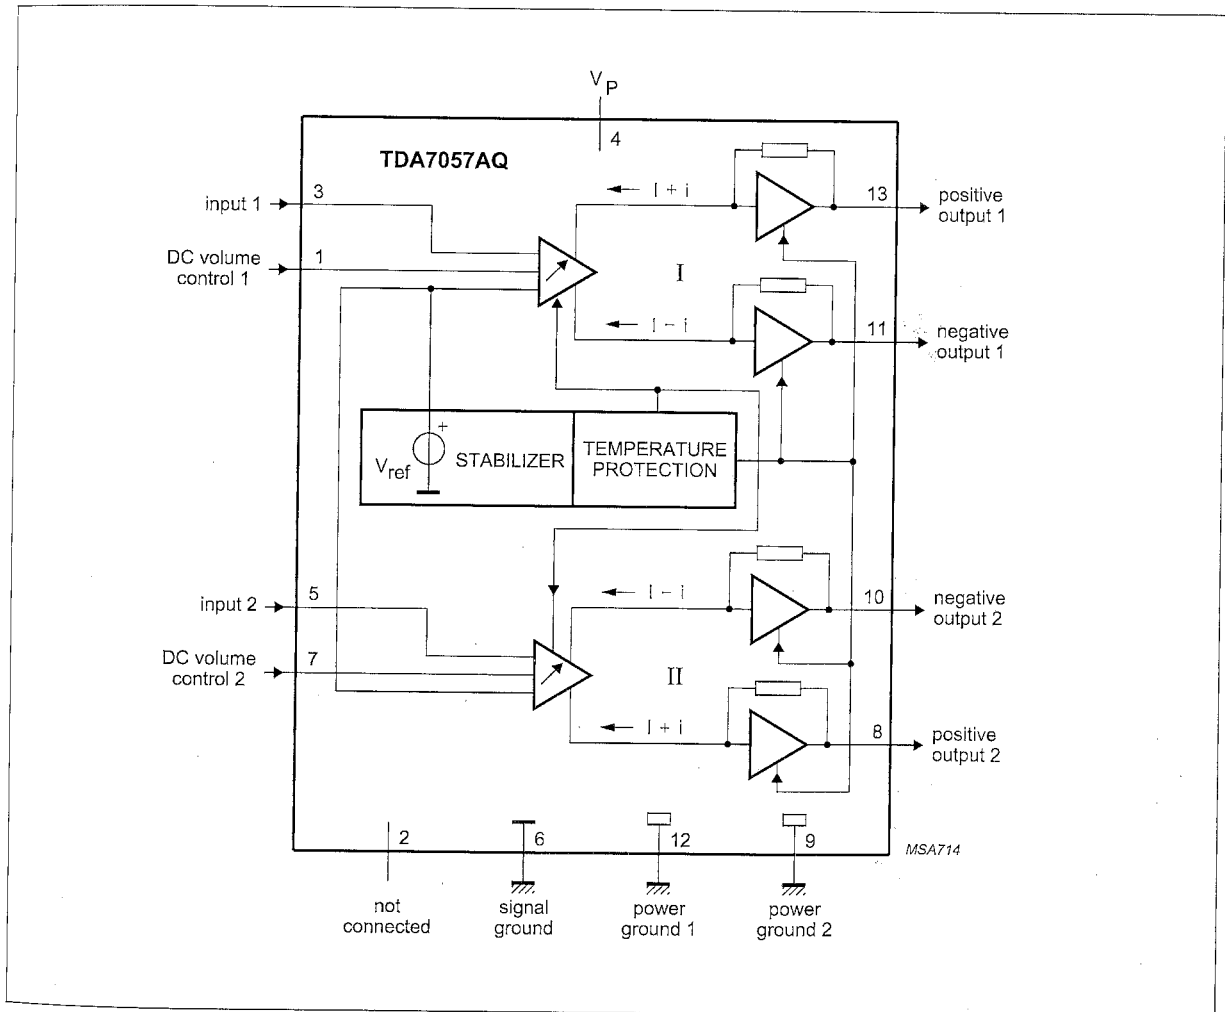 V
P
4
TDA7057AQ
input 1
3
DC volume
control 1
1
I + i
13
positive
output 1
I
I − i
11
negative
output 1
+
Vref
STABILIZER
TEMPERATURE
PROTECTION
input 2
5
I − i
10
negative
output 2
DC volume
control 2
7
II
I + i
8
positive
output 2
2
6
12
9
MSA714
not
connected
signal
ground
power
ground 1
power
ground 2